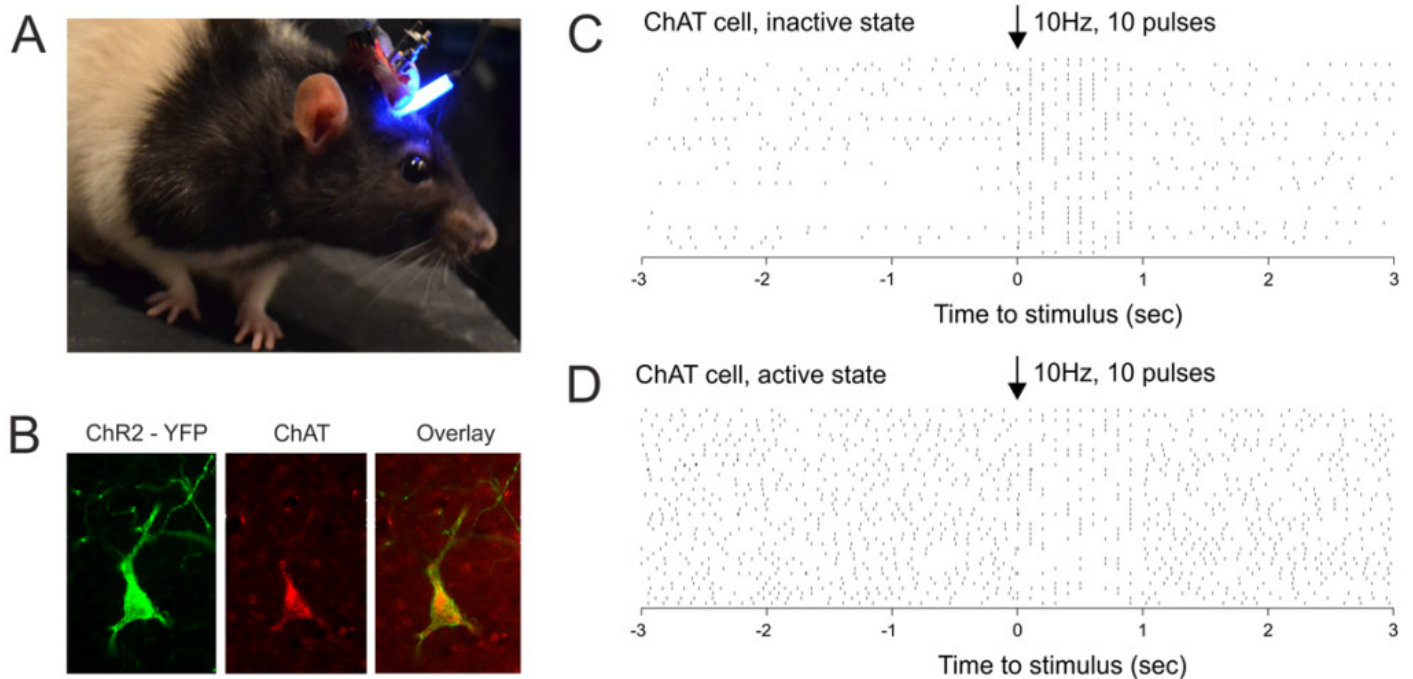 A
B
ChR2 - YFP
ChAT
Overlay
C
ChAT cell, inactive state
10Hz, 10 pulses
-3
-2
-1
0
1
2
3
Time to stimulus (sec)
D
ChAT cell, active state
10Hz, 10 pulses
-3
-2
-1
0
1
2
3
Time to stimulus (sec)